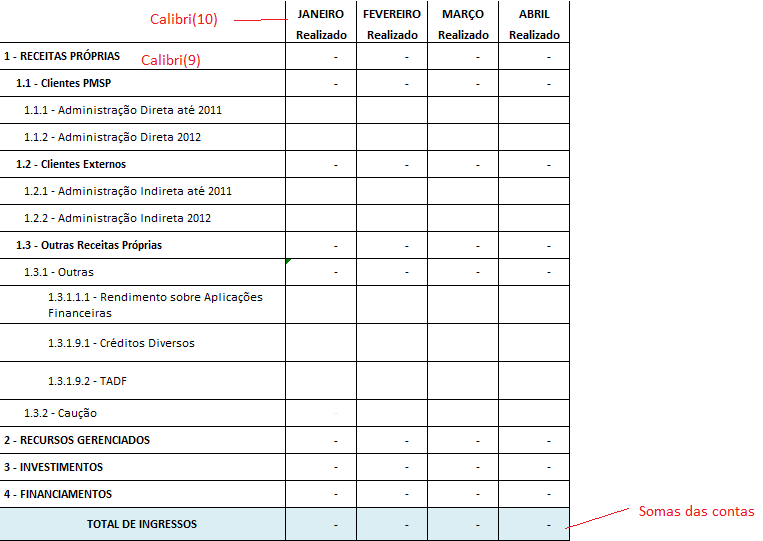 Calibri(10)
JANEIRO FEVEREIRO MARÇO ABRIL
Realizado Realizado Realizado Realizado
1 - RECEITAS PRÓPRIAS Calibri(9) - - - -
1.1 - Clientes PMSP - - - -
1.1.1 - Administração Direta até 2011
1.1.2 - Administração Direta 2012
1.2 - Clientes Externos - - - -
1.2.1 - Administração Indireta até 2011
1.2.2 - Administração Indireta 2012
1.3 - Outras Receitas Próprias - - - -
1.3.1 - Outras - - - -
1.3.1.1.1 - Rendimento sobre Aplicações
Financeiras
1.3.1.9.1 - Créditos Diversos
1.3.1.9.2 - TADF
1.3.2 - Caução -
2 - RECURSOS GERENCIADOS - - - -
3 - INVESTIMENTOS - - - -
4 - FINANCIAMENTOS - - - -
Somas das contas
TOTAL DE INGRESSOS - - - -